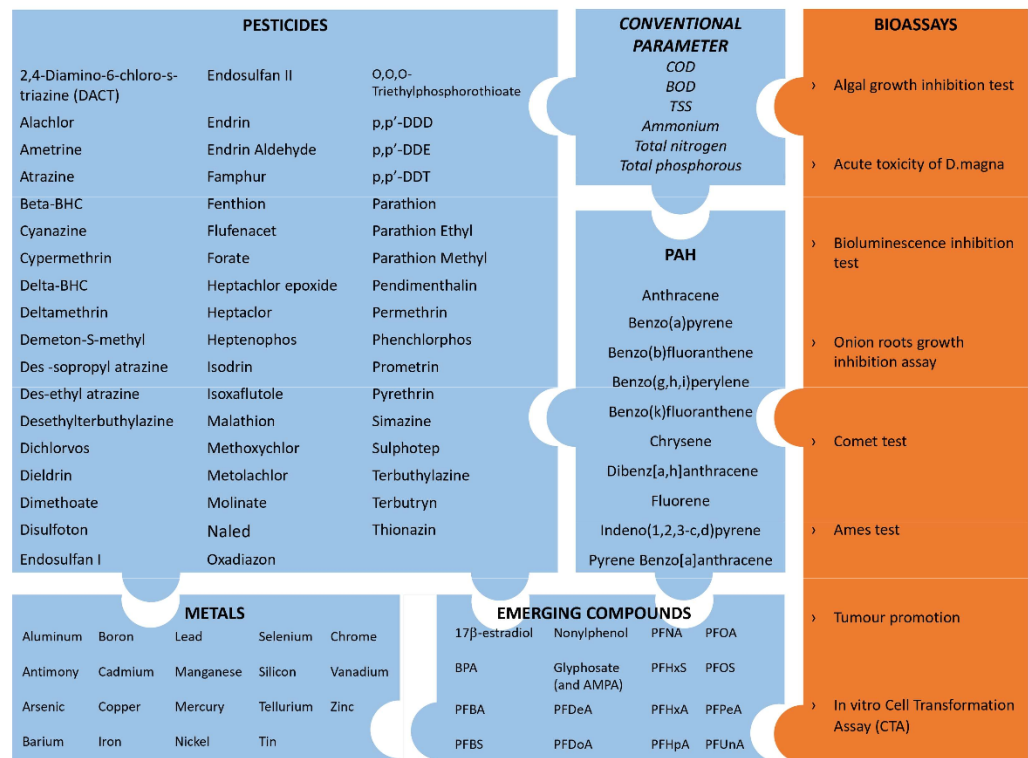 PESTICIDES
2,4-Diamino-6-chloro-s-
triazine (DACT)
Alachlor
Ametrine
Atrazine
Beta-BHC
Cyanazine
Cypermethrin
Delta-BHC
Deltamethrin
Demeton-S-methyl
Des -sopropyl atrazine
Des-ethyl atrazine
Desethylterbuthylazine
Dichlorvos
Dieldrin
Dimethoate
Disulfoton
Endosulfan I
Endosulfan II
Endrin
Endrin Aldehyde
Famphur
Fenthion
Flufenacet
Forate
Heptachlor epoxide
Heptaclor
Heptenophos
Isodrin
Isoxaflutole
Malathion
Methoxychlor
Metolachlor
Molinate
Naled
Oxadiazon
O,O,O-
Triethylphosphorothioate
p,p’-DDD
p,p’-DDE
p,p’-DDT
Parathion
Parathion Ethyl
Parathion Methyl
Pendimenthalin
Permethrin
Phenchlorphos
Prometrin
Pyrethrin
Simazine
Sulphotep
Terbuthylazine
Terbutryn
Thionazin
CONVENTIONAL
PARAMETER
COD
BOD
TSS
Ammonium
Total nitrogen
Total phosphorous
PAH
Anthracene
Benzo(a)pyrene
Benzo(b)fluoranthene
Benzo(g,h,i)perylene
Benzo(k)fluoranthene
Chrysene
Dibenz[a,h]anthracene
Fluorene
Indeno(1,2,3-c,d)pyrene
Pyrene Benzo[a]anthracene
BIOASSAYS
› Algal growth inhibition test
› Acute toxicity of D.magna
› Bioluminescence inhibition
test
› Onion roots growth
inhibition assay
› Comet test
› Ames test
› Tumour promotion
› In vitro Cell Transformation
Assay (CTA)
METALS
Aluminum Boron Lead Selenium Chrome
Antimony Cadmium Manganese Silicon Vanadium
Arsenic Copper Mercury Tellurium Zinc
Barium Iron Nickel Tin
EMERGING COMPOUNDS
17β-estradiol Nonylphenol PFNA PFOA
BPA Glyphosate PFHxS PFOS
(and AMPA)
PFBA PFDeA PFHxA PFPeA
PFBS PFDoA PFHpA PFUnA